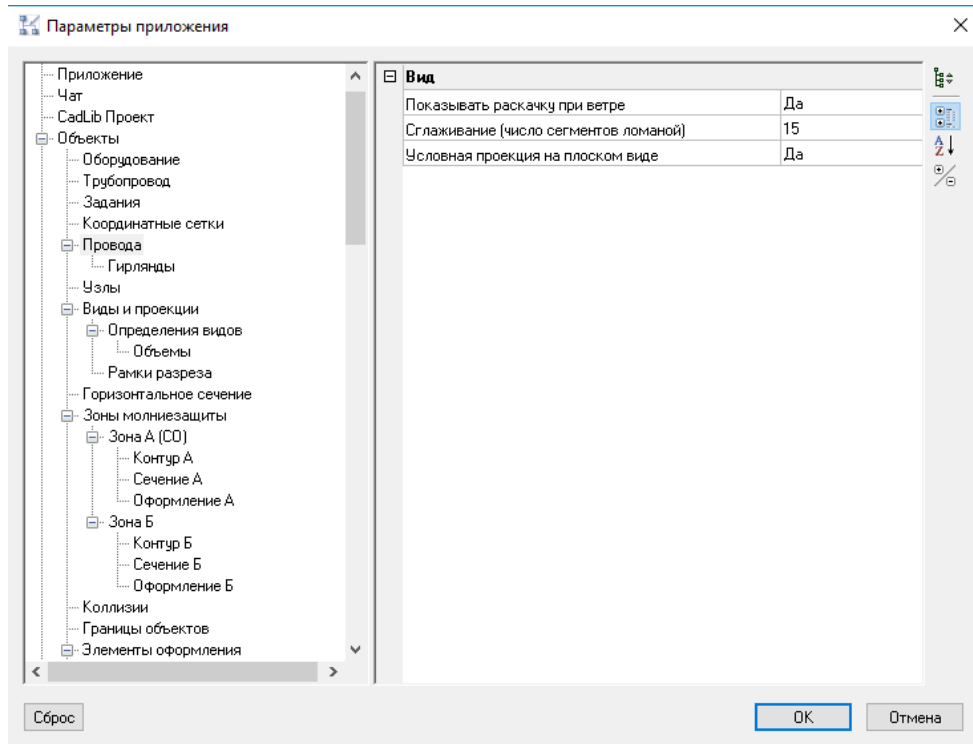 Параметры приложения
Приложение
Чат
CadLib Проект
Объекты
Оборудование
Трубопровод
Задания
Координатные сетки
Провода
Гирлянды
Узлы
Виды и проекции
Определения видов
Объемы
Рамки разреза
Горизонтальное сечение
Зоны молниезащиты
Зона А (СО)
Контур А
Сечение А
Оформление А
Зона Б
Контур Б
Сечение Б
Оформление Б
Коллизии
Границы объектов
Элементы оформления
Вид
Показывать раскачку при ветре Да
Сглаживание (число сегментов ломаной) 15
Условная проекция на плоском виде Да
A
Z
Сброс
OK
Отмена